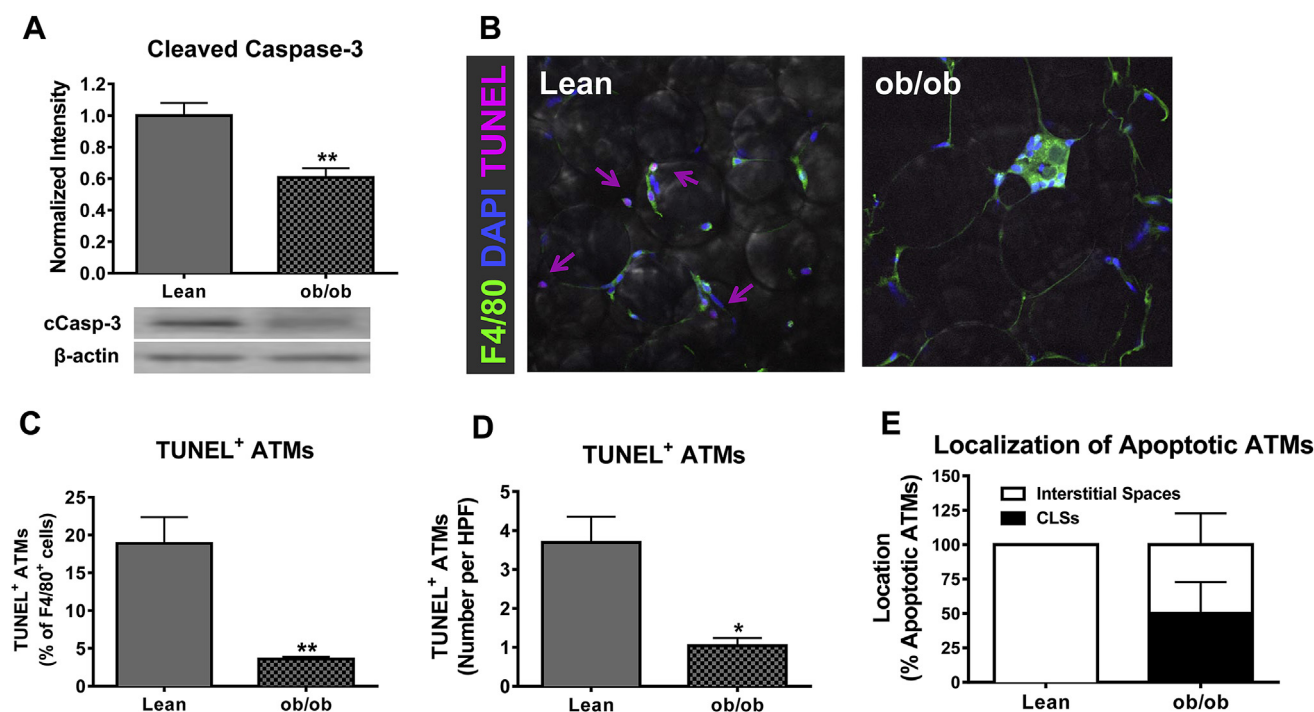 A
Cleaved Caspase-3
Normalized Intensity
1.2
1.0
0.8
0.6
0.4
0.2
0.0
**
Lean ob/ob
cCasp-3
β-actin
B
F4/80 DAPI TUNEL
Lean
ob/ob
C
TUNEL⁺ ATMs
TUNEL⁺ ATMs
(% of F4/80⁺ cells)
25
20
15
10
5
0
**
Lean ob/ob
D
TUNEL⁺ ATMs
TUNEL⁺ ATMs
(Number per HPF)
5
4
3
2
1
0
*
Lean ob/ob
E
Localization of Apoptotic ATMs
Location
(% Apoptotic ATMs)
150
125
100
75
50
25
0
Interstitial Spaces
CLSs
Lean ob/ob